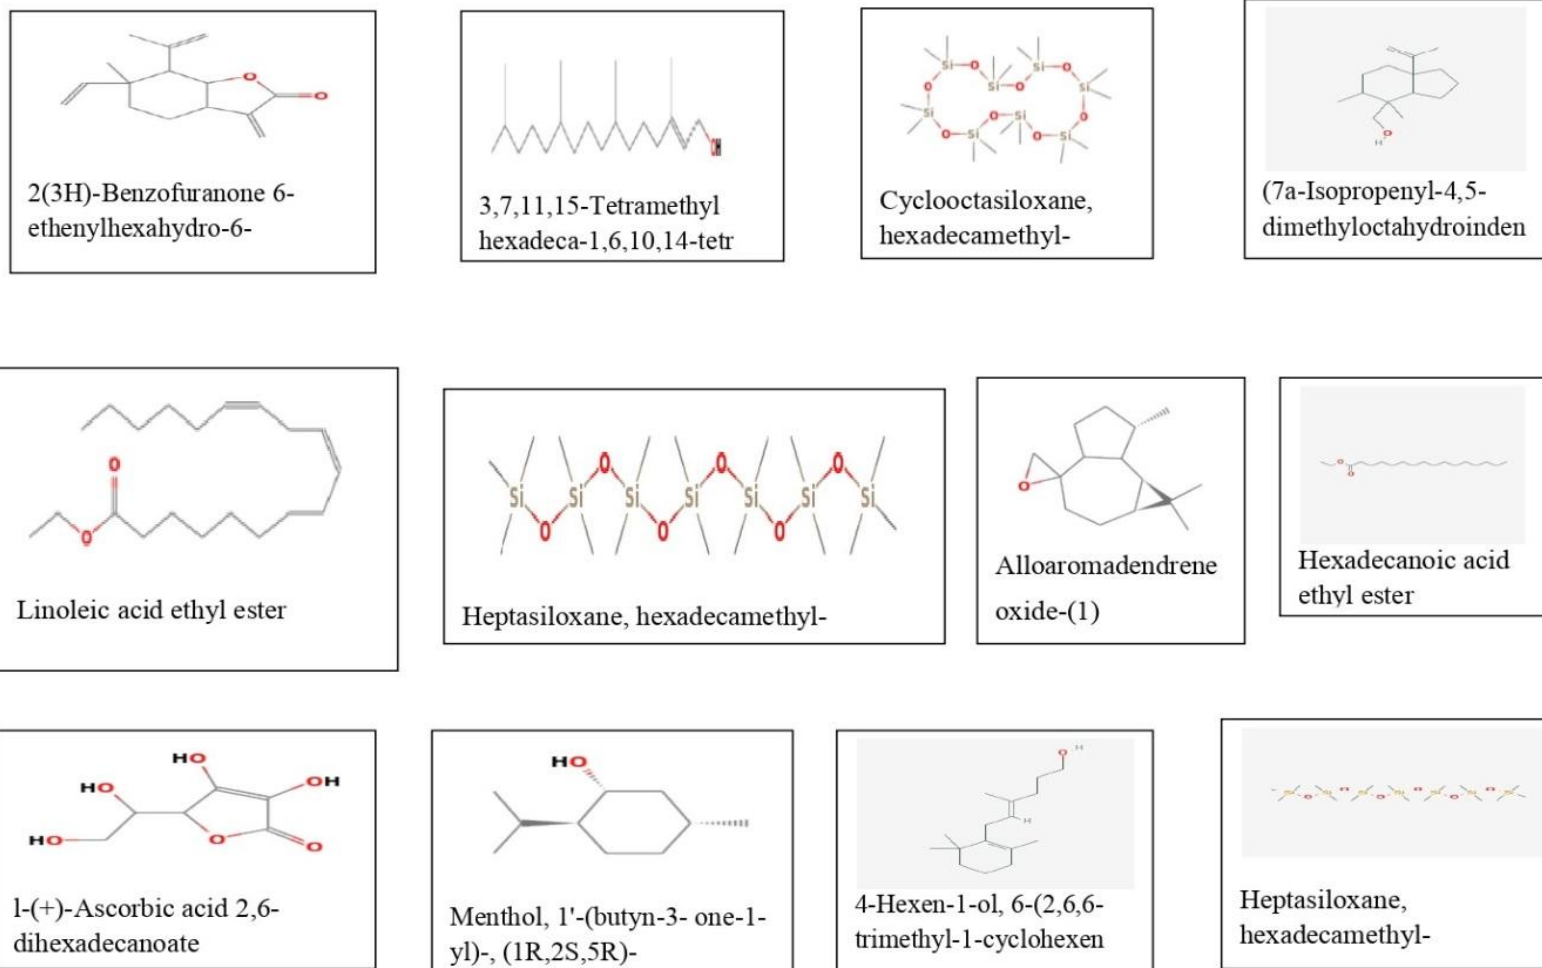 2(3H)-Benzofuranone 6-
ethenylhexahydro-6-
3,7,11,15-Tetramethyl
hexadeca-1,6,10,14-tetr
Cyclooctasiloxane,
hexadecamethyl-
(7a-Isopropenyl-4,5-
dimethyloctahydroinden
Linoleic acid ethyl ester
Heptasiloxane, hexadecamethyl-
Alloaromadendrene
oxide-(1)
Hexadecanoic acid
ethyl ester
l-(+)-Ascorbic acid 2,6-
dihexadecanoate
Menthol, 1'-(butyn-3- one-1-
yl)-, (1R,2S,5R)-
4-Hexen-1-ol, 6-(2,6,6-
trimethyl-1-cyclohexen
Heptasiloxane,
hexadecamethyl-